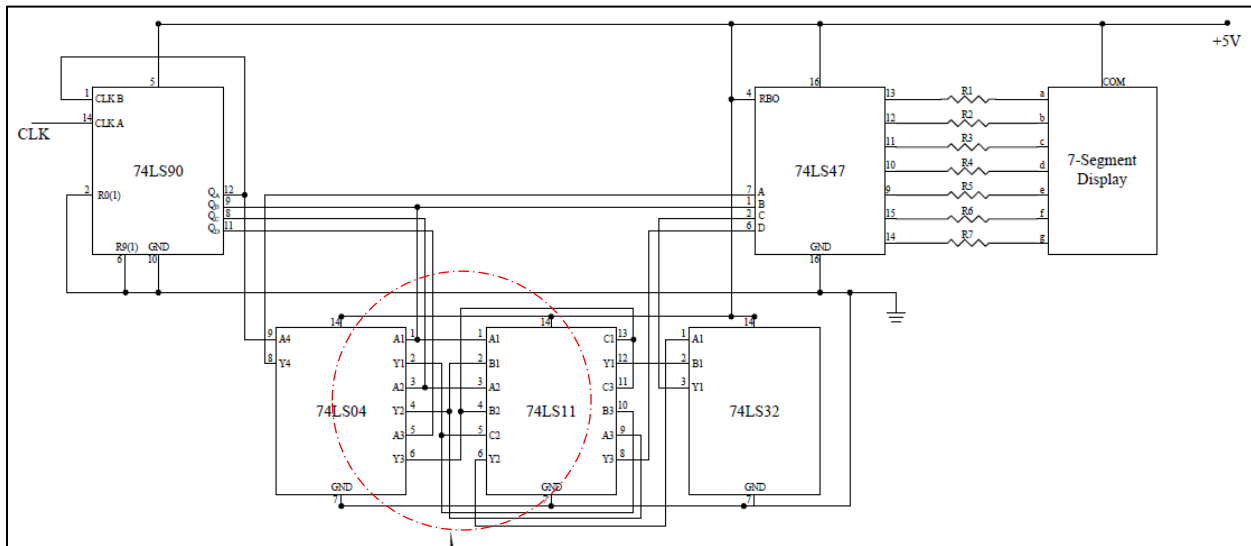 +5V
5
16
COM
1 CLK B
4 RBO
13 R1 a
14 CLK A
CLK
12 R2 b
11 R3 c
74LS90
74LS47
10 R4 d
7-Segment
Display
2 R0(1)
QA 12
QB 9
QC 8
QD 11
7 A
1 B
2 C
6 D
9 R5 e
15 R6 f
14 R7 g
R9(1) GND
6 10
GND
16
14
14
14
9 A4
8 Y4
A1 1
Y1 2
A2 3
Y2 4
A3 5
Y3 6
74LS04
GND
7
1 A1
2 B1
3 A2
4 B2
5 C2
6 Y2
74LS11
C1 13
Y1 12
C3 11
B3 10
A3 9
Y3 8
GND
7
1 A1
2 B1
3 Y1
74LS32
GND
7